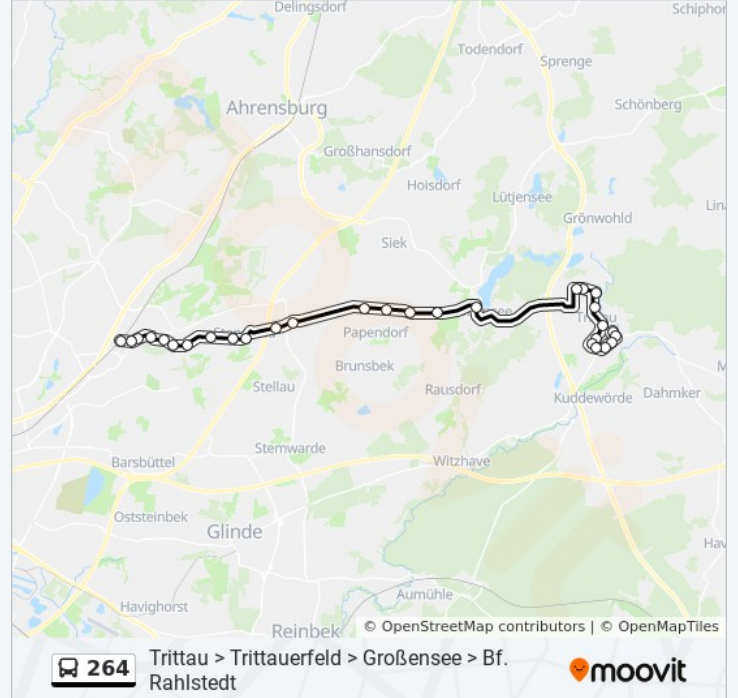 Delingsdorf
Schiphor
Todendorf
Sprenge
Ahrensburg
Schönberg
Großhansdorf
Hoisdorf
Lütjensee
Lin
Grönwohld
Siek
Papendorf
Brunsbek
Stellau
Rausdorf
Dahmker
Kuddewörde
Stemwarde
Barsbüttel
Witzhave
Oststeinbek
Glinde
Hav
Aumühle
Havighorst
Reinbek
© OpenStreetMap contributors | © OpenMapTiles
264
Trittau > Trittauerfeld > Großensee > Bf.
Rahlstedt
moovit